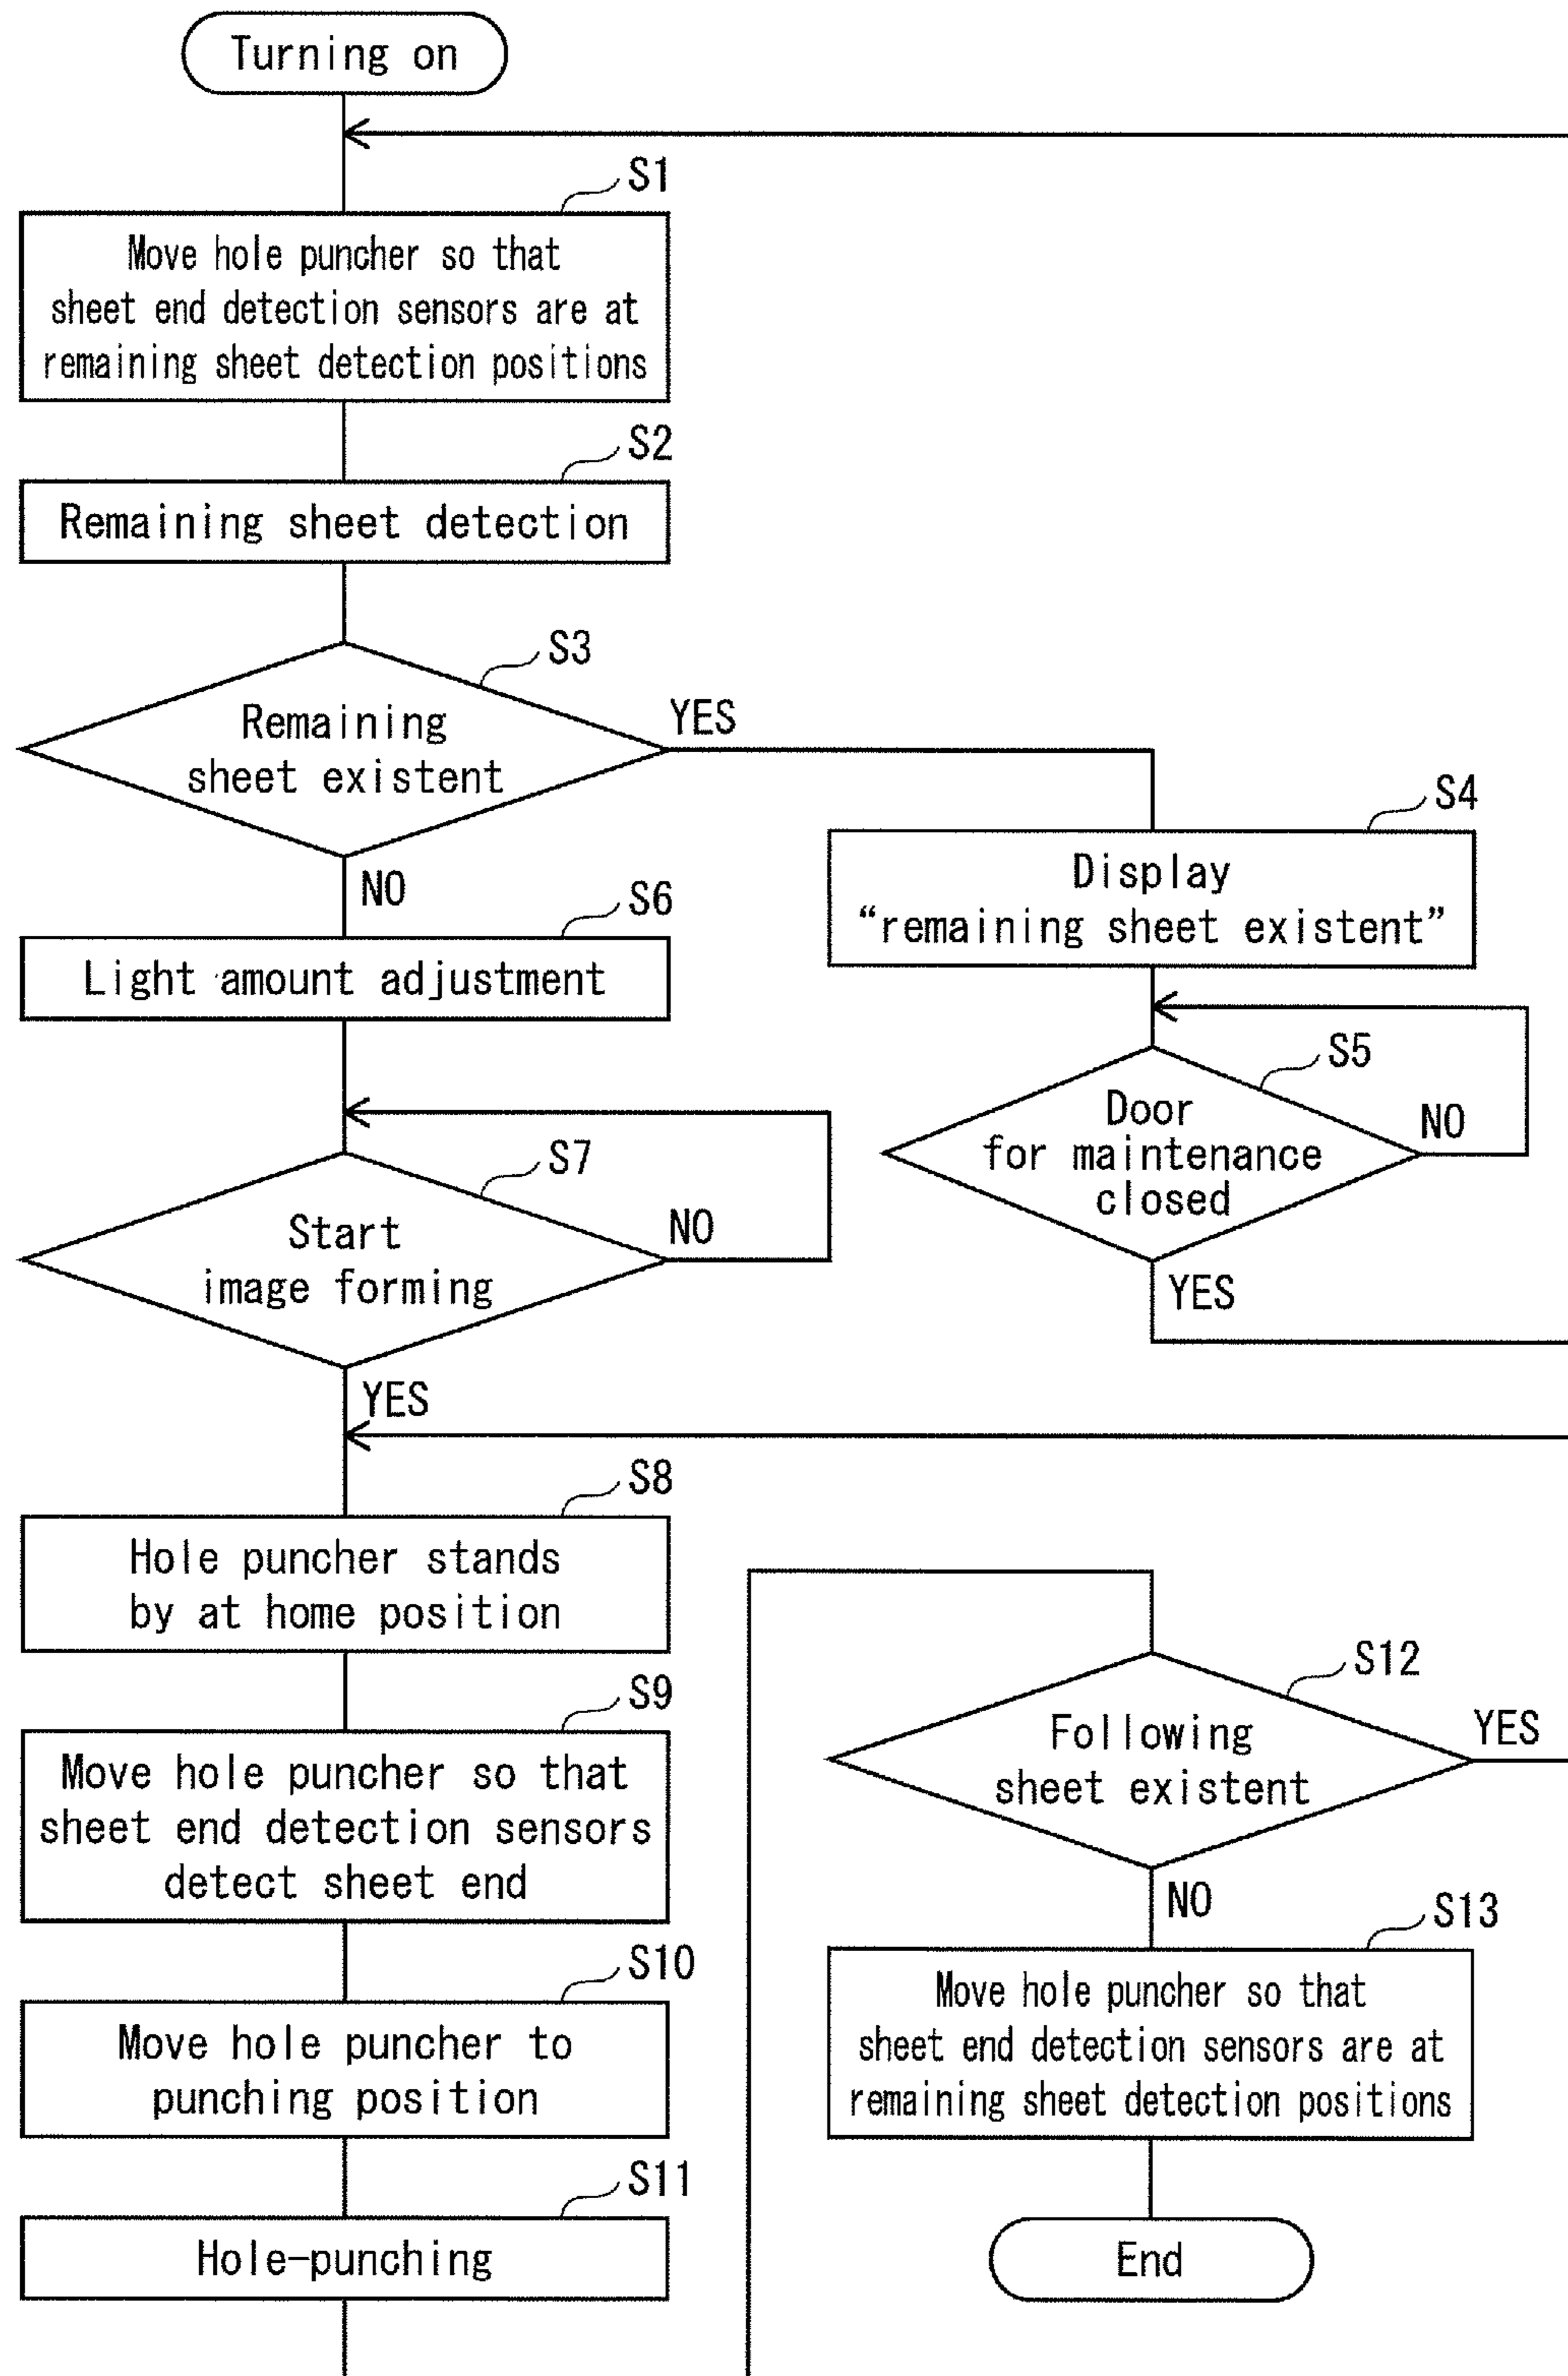 Turning on
S1
Move hole puncher so that
sheet end detection sensors are at
remaining sheet detection positions
S2
Remaining sheet detection
S3
Remaining
sheet existent
YES
NO
S4
Display
“remaining sheet existent”
S5
Door
for maintenance
closed
NO
YES
S6
Light amount adjustment
S7
Start
image forming
NO
YES
S8
Hole puncher stands
by at home position
S9
Move hole puncher so that
sheet end detection sensors
detect sheet end
S10
Move hole puncher to
punching position
S11
Hole-punching
S12
Following
sheet existent
YES
NO
S13
Move hole puncher so that
sheet end detection sensors are at
remaining sheet detection positions
End